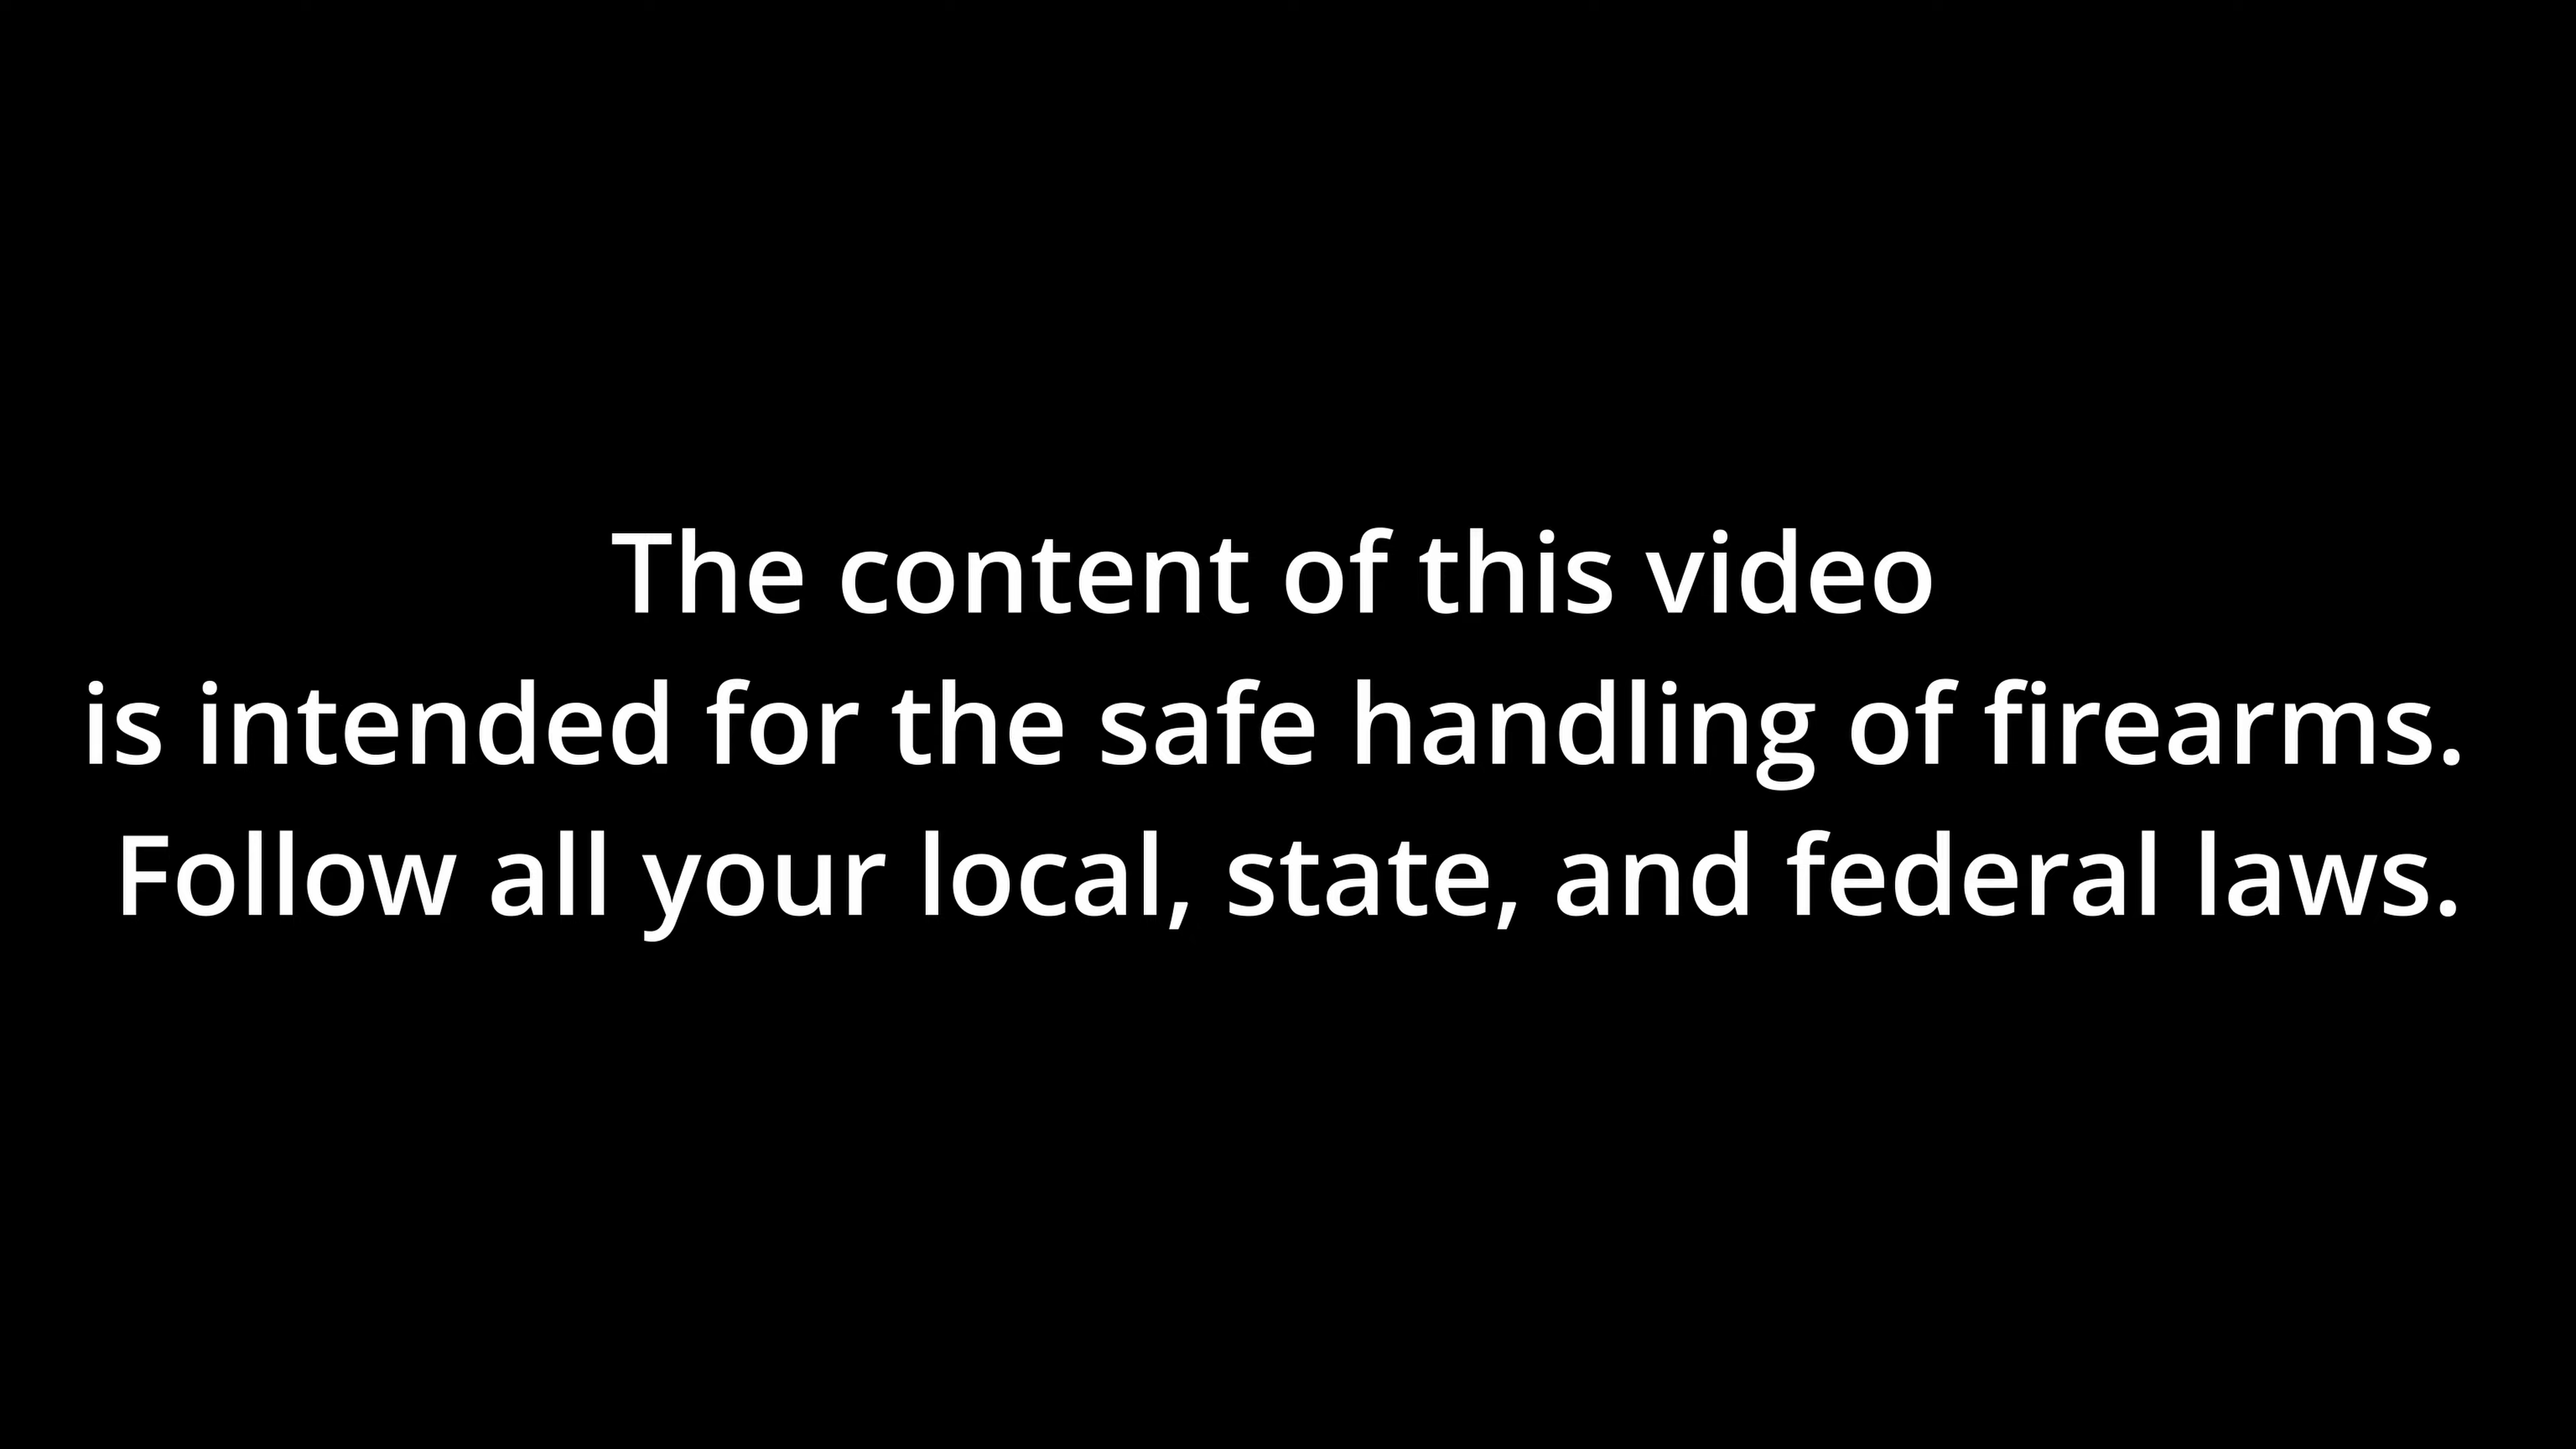 The content of this video
is intended for the safe handling of firearms.
Follow all your local, state, and federal laws.